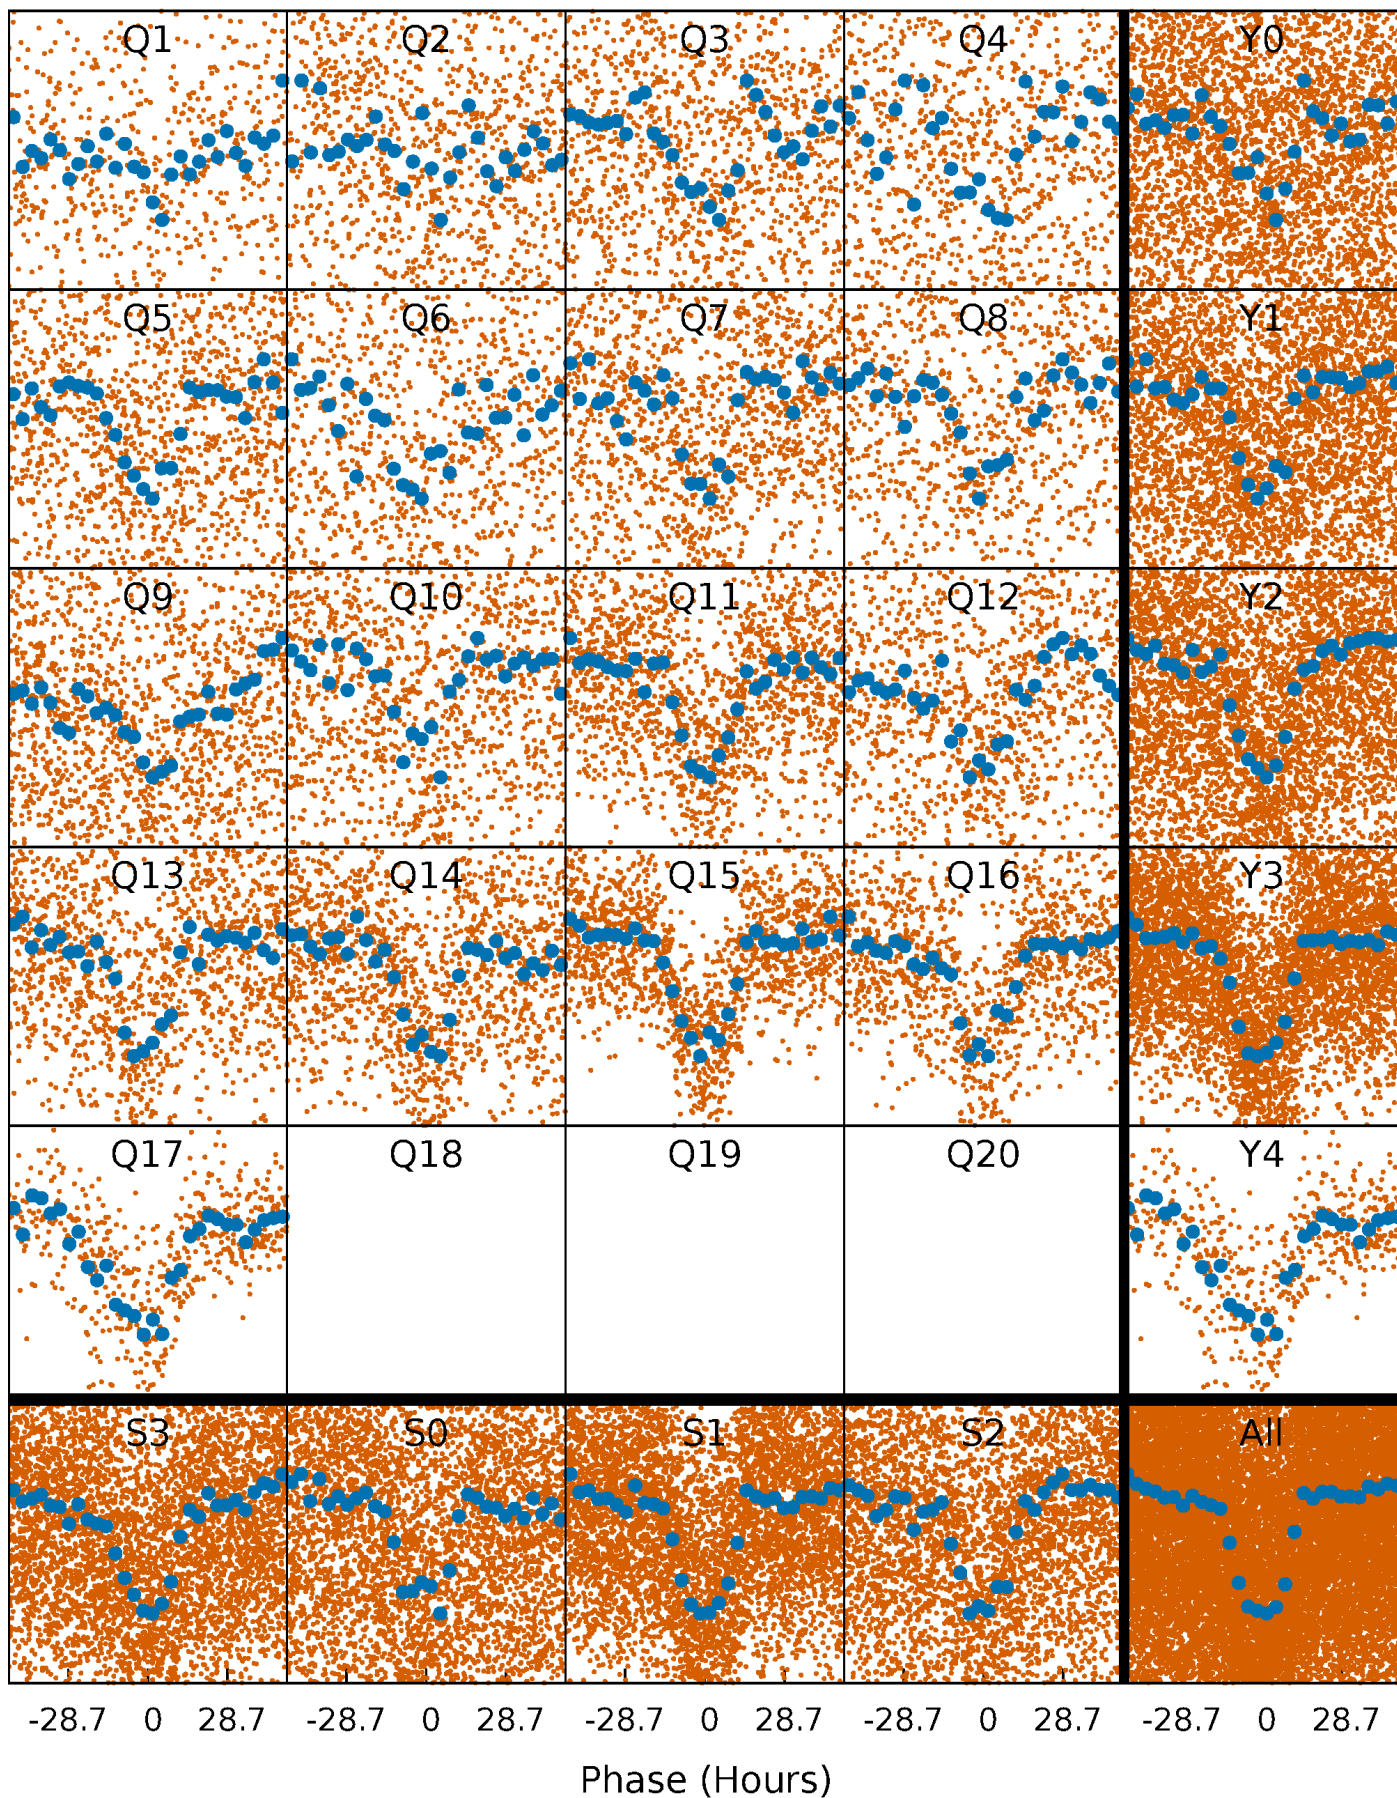 Q1 Q2 Q3 Q4 Y0
Q5 Q6 Q7 Q8 Y1
Q9 Q10 Q11 Q12 Y2
Q13 Q14 Q15 Q16 Y3
Q17 Q18 Q19 Q20 Y4
S3 S0 S1 S2 All
-28.7 0 28.7 -28.7 0 28.7 -28.7 0 28.7 -28.7 0 28.7 -28.7 0 28.7
Phase (Hours)